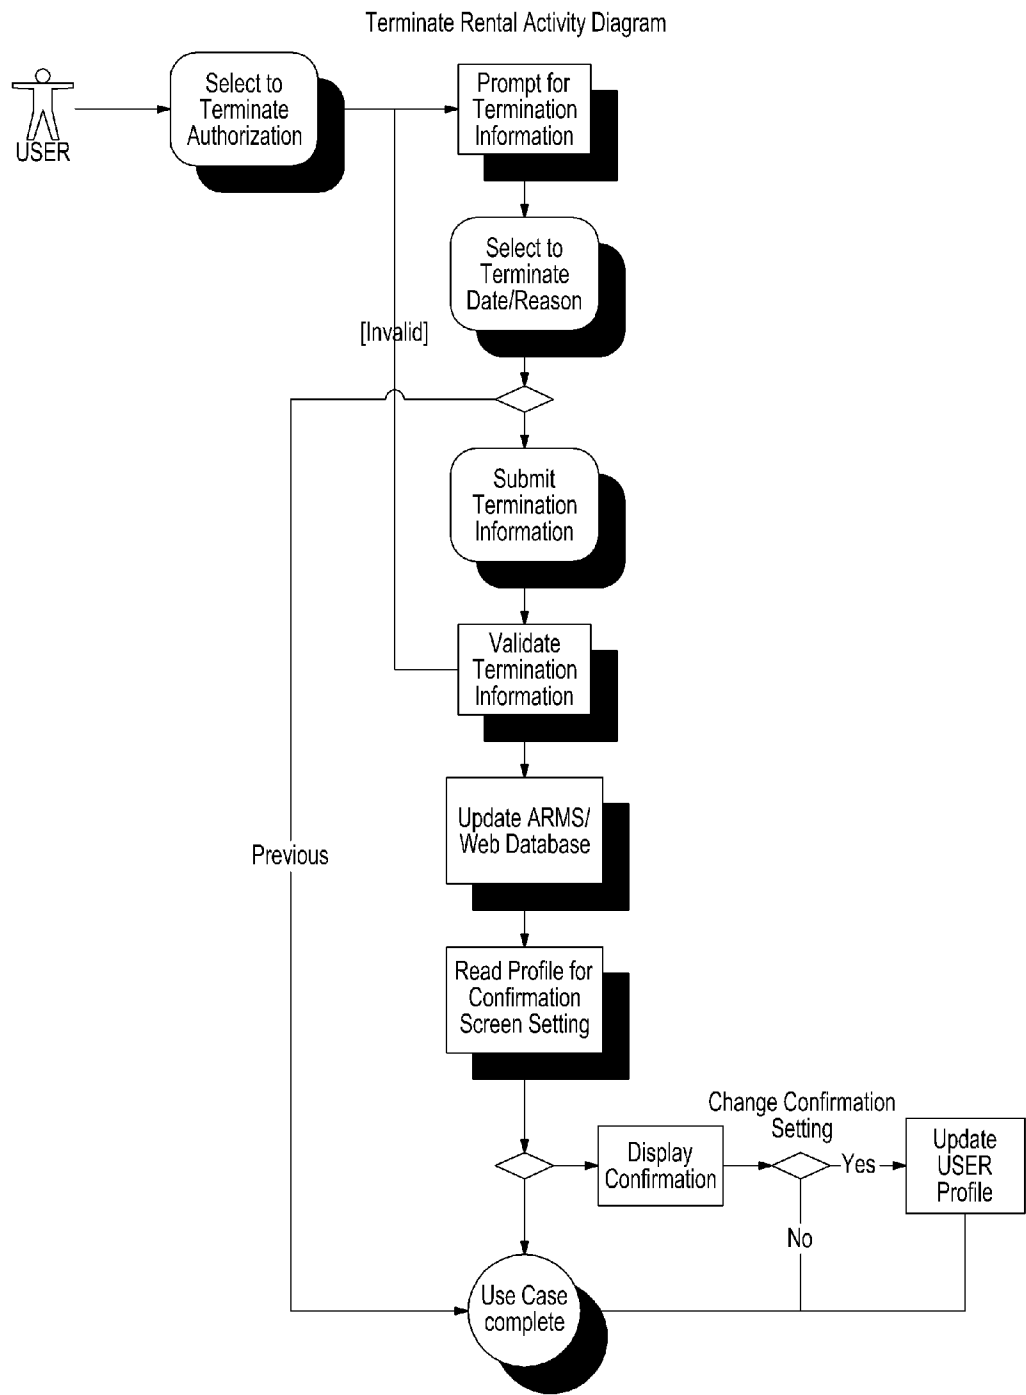 Terminate Rental Activity Diagram
USER
Select to
Terminate
Authorization
Prompt for
Termination
Information
Select to
Terminate
Date/Reason
[Invalid]
Submit
Termination
Information
Validate
Termination
Information
Update ARMS/
Web Database
Previous
Read Profile for
Confirmation
Screen Setting
Display
Confirmation
Change Confirmation
Setting
Yes
Update
USER
Profile
No
Use Case
complete